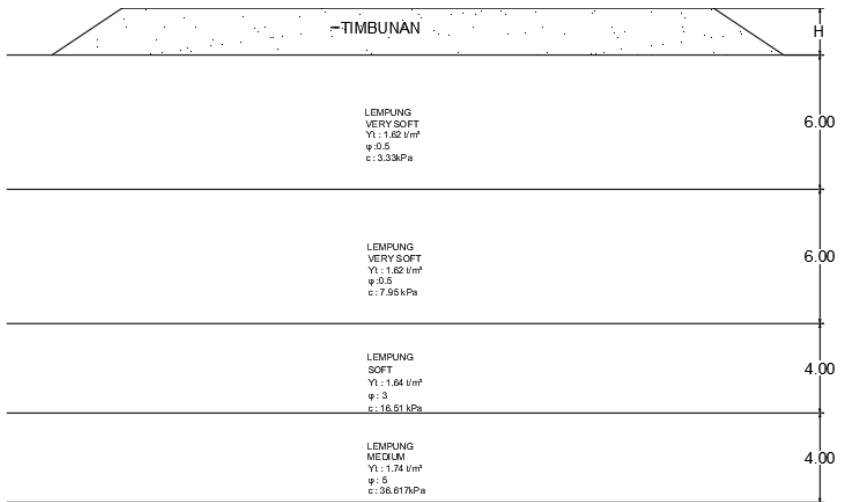 TIMBUNAN
H
LEMPUNG
VERY SOFT
Yt : 1.62 t/m³
φ :0.5
c : 3.33kPa
6.00
LEMPUNG
VERY SOFT
Yt : 1.62 t/m³
φ :0.5
c : 7.95 kPa
6.00
LEMPUNG
SOFT
Yt : 1.64 t/m³
φ : 3
c : 16.51 kPa
4.00
LEMPUNG
MEDIUM
Yt : 1.74 t/m³
φ : 5
c : 36.617kPa
4.00